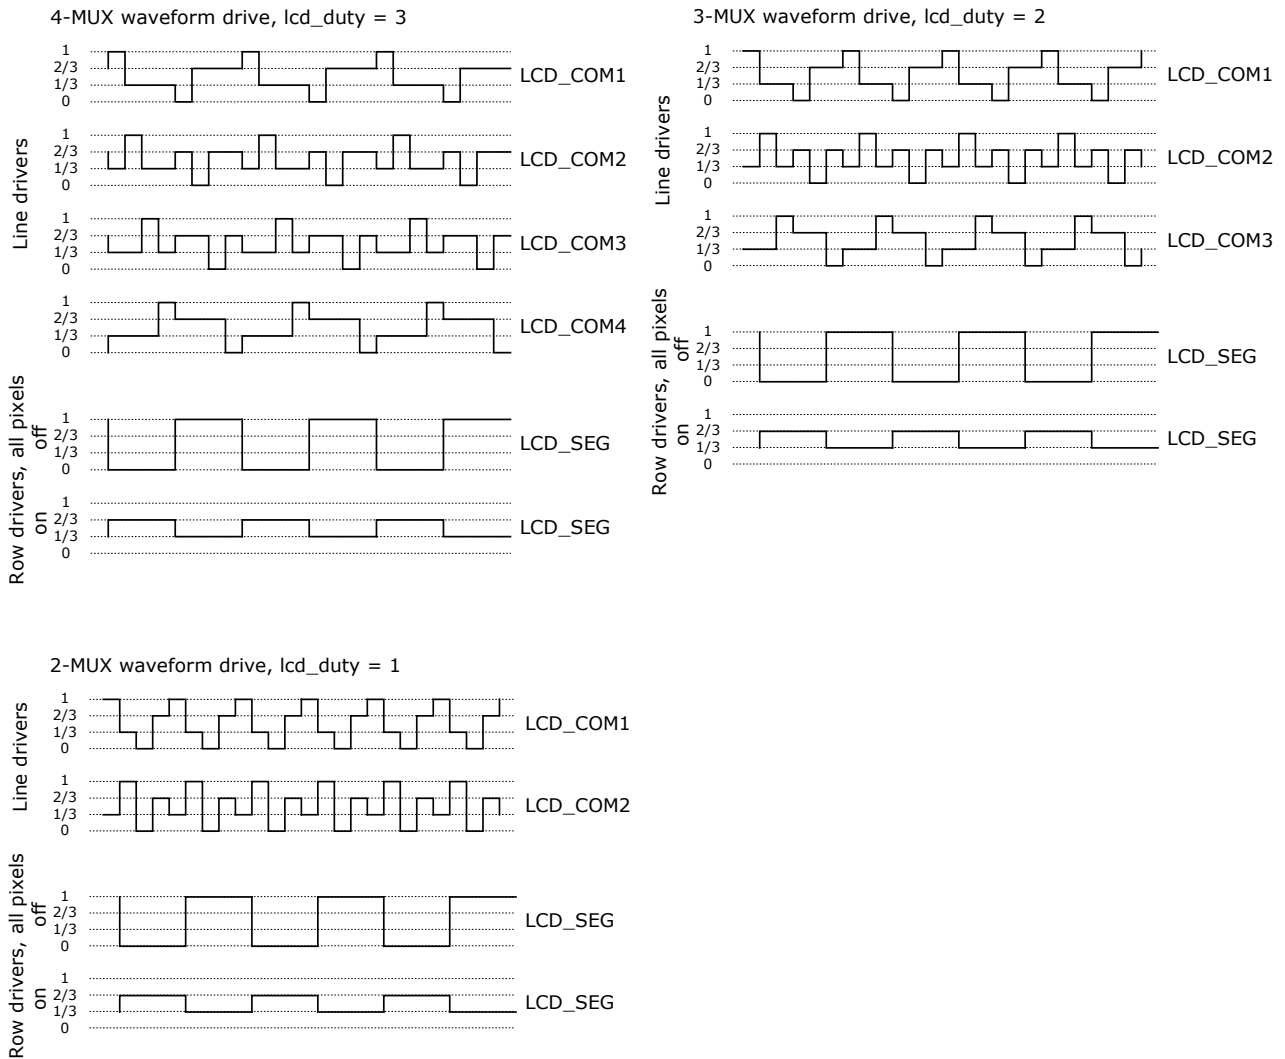 4-MUX waveform drive, lcd_duty = 3
Line drivers
1
2/3
1/3
0
LCD_COM1
1
2/3
1/3
0
LCD_COM2
1
2/3
1/3
0
LCD_COM3
1
2/3
1/3
0
LCD_COM4
Row drivers, all pixels
off
1
2/3
1/3
0
LCD_SEG
on
1
2/3
1/3
0
LCD_SEG
3-MUX waveform drive, lcd_duty = 2
Line drivers
1
2/3
1/3
0
LCD_COM1
1
2/3
1/3
0
LCD_COM2
1
2/3
1/3
0
LCD_COM3
Row drivers, all pixels
off
1
2/3
1/3
0
LCD_SEG
on
1
2/3
1/3
0
LCD_SEG
2-MUX waveform drive, lcd_duty = 1
Line drivers
1
2/3
1/3
0
LCD_COM1
1
2/3
1/3
0
LCD_COM2
Row drivers, all pixels
off
1
2/3
1/3
0
LCD_SEG
on
1
2/3
1/3
0
LCD_SEG